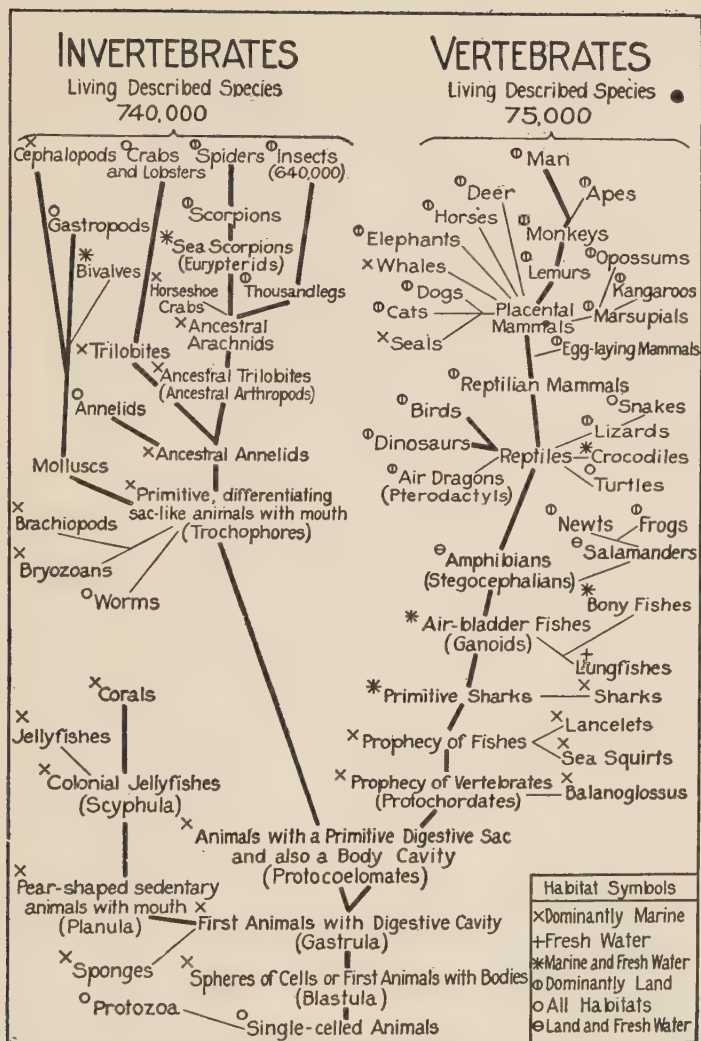 INVERTEBRATES
Living Described Species
740,000
Cephalopods
Crabs
and Lobsters
Spiders
Insects
(640,000)
Gastropods
Scorpions
Bivalves
Sea Scorpions
(Eurypterids)
Horseshoe
Crabs
Thousandlegs
Ancestral
Arachnids
Trilobites
Ancestral Trilobites
(Ancestral Arthropods)
Annelids
Ancestral Annelids
Molluscs
Primitive, differentiating
sac-like animals with mouth
(Trochophores)
Brachiopods
Bryozoans
Worms
Corals
Jellyfishes
Colonial Jellyfishes
(Scyphula)
Pear-shaped sedentary
animals with mouth
(Planula)
Sponges
Protozoa
VERTEBRATES
Living Described Species
75,000
Man
Apes
Deer
Horses
Monkeys
Elephants
Opossums
Whales
Lemurs
Kangaroos
Dogs
Cats
Placental
Mammals
Marsupials
Seals
Egg-laying Mammals
Reptilian Mammals
Snakes
Birds
Lizards
Dinosaurs
Reptiles
Crocodiles
Air Dragons
(Pterodactyls)
Turtles
Newts
Frogs
Salamanders
Amphibians
(Stegocephalians)
Bony Fishes
Air-bladder Fishes
(Ganoids)
Lungfishes
Primitive Sharks
Sharks
Lancelets
Prophecy of Fishes
Sea Squirts
Prophecy of Vertebrates
(Protochordates)
Balanoglossus
Animals with a Primitive Digestive Sac
and also a Body Cavity
(Protocoelomates)
First Animals with Digestive Cavity
(Gastrula)
Spheres of Cells or First Animals with Bodies
(Blastula)
Single-celled Animals
Habitat Symbols
×Dominantly Marine
+Fresh Water
✳Marine and Fresh Water
⦶Dominantly Land
○All Habitats
⊖Land and Fresh Water